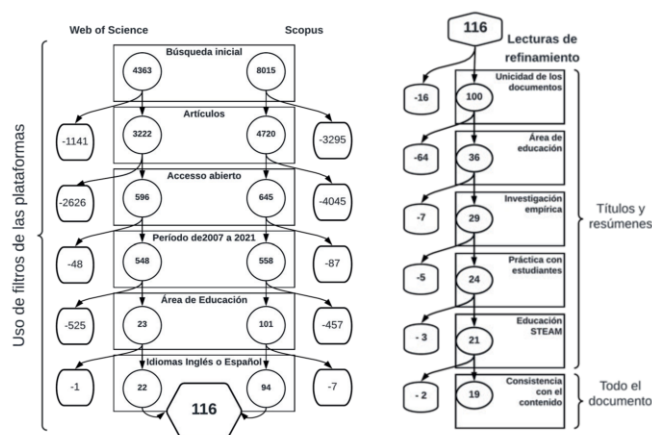 Web of Science
Scopus
Uso de filtros de las plataformas
Búsqueda inicial
4363
8015
Artículos
-1141
3222
4720
-3295
Accesso abierto
-2626
596
645
-4045
Período de2007 a 2021
-48
548
558
-87
Área de Educación
-525
23
101
-457
Idiomas Inglés o Español
-1
22
94
-7
116
116
Lecturas de
refinamiento
-16
100
Unicidad de los
documentos
-64
36
Área de
educación
-7
29
Investigación
empírica
-5
24
Práctica con
estudiantes
- 3
21
Educación
STEAM
- 2
19
Consistencia
con el
contenido
Títulos y
resúmenes
Todo el
documento